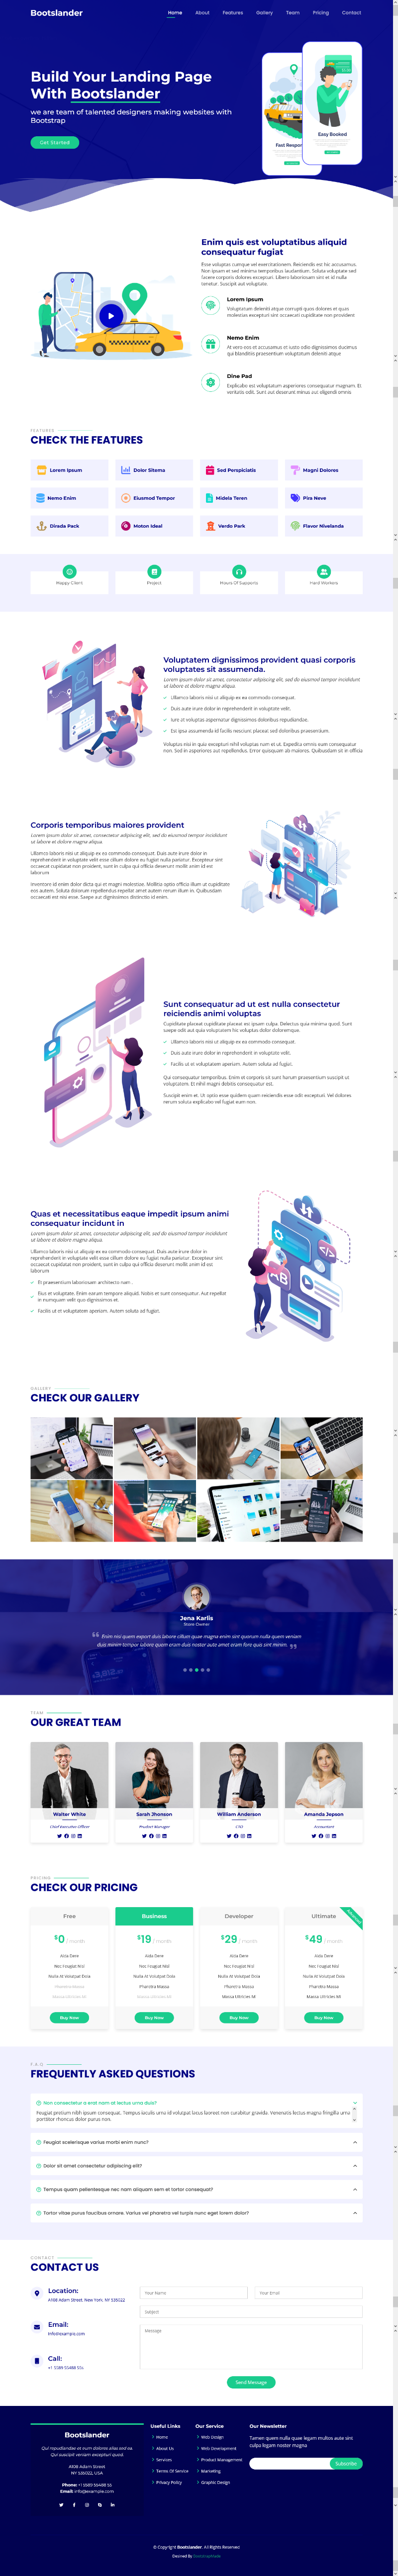 Bootslander
Home About Features Gallery Team Pricing Contact
Build Your Landing Page
With Bootslander
we are team of talented designers making websites with
Bootstrap
Get Started
Easy Booked
Enim quis est voluptatibus aliquid
consequatur fugiat
Esse voluptas cumque vel exercitationem. Reiciendis est hic accusamus.
Non ipsam et sed minima temporibus laudantium. Soluta voluptate sed
facere corporis dolores excepturi. Libero laboriosam sint et id nulla
tenetur. Suscipit aut voluptate.
Lorem Ipsum
Voluptatum deleniti atque corrupti quos dolores et quas
molestias excepturi sint occaecati cupiditate non provident
Nemo Enim
At vero eos et accusamus et iusto odio dignissimos ducimus
qui blanditiis praesentium voluptatum deleniti atque
Dine Pad
Explicabo est voluptatum asperiores consequatur magnam. Et
veritatis odit. Sunt aut deserunt minus aut eligendi omnis
FEATURES
CHECK THE FEATURES
Lorem Ipsum
Dolor Sitema
Sed Perspiciatis
Magni Dolores
Nemo Enim
Eiusmod Tempor
Midela Teren
Pira Neve
Dirada Pack
Moton Ideal
Verdo Park
Flavor Nivelanda
Happy Client
Project
Hours Of Supports
Hard Workers
Voluptatem dignissimos provident quasi corporis
voluptates sit assumenda.
Lorem ipsum dolor sit amet, consectetur adipiscing elit, sed do eiusmod tempor incididunt
ut labore et dolore magna aliqua.
Ullamco laboris nisi ut aliquip ex ea commodo consequat.
Duis aute irure dolor in reprehenderit in voluptate velit.
Iure at voluptas aspernatur dignissimos doloribus repudiandae.
Est ipsa assumenda id facilis nesciunt placeat sed doloribus praesentium.
Voluptas nisi in quia excepturi nihil voluptas nam et ut. Expedita omnis eum consequatur
non. Sed in asperiores aut repellendus. Error quisquam ab maiores. Quibusdam sit in officia
Corporis temporibus maiores provident
Lorem ipsum dolor sit amet, consectetur adipiscing elit, sed do eiusmod tempor incididunt
ut labore et dolore magna aliqua.
Ullamco laboris nisi ut aliquip ex ea commodo consequat. Duis aute irure dolor in
reprehenderit in voluptate velit esse cillum dolore eu fugiat nulla pariatur. Excepteur sint
occaecat cupidatat non proident, sunt in culpa qui officia deserunt mollit anim id est
laborum
Inventore id enim dolor dicta qui et magni molestiae. Mollitia optio officia illum ut cupiditate
eos autem. Soluta dolorum repellendus repellat amet autem rerum illum in. Quibusdam
occaecati est nisi esse. Saepe aut dignissimos distinctio id enim.
Sunt consequatur ad ut est nulla consectetur
reiciendis animi voluptas
Cupiditate placeat cupiditate placeat est ipsam culpa. Delectus quia minima quod. Sunt
saepe odit aut quia voluptatem hic voluptas dolor doloremque.
Ullamco laboris nisi ut aliquip ex ea commodo consequat.
Duis aute irure dolor in reprehenderit in voluptate velit.
Facilis ut et voluptatem aperiam. Autem soluta ad fugiat.
Qui consequatur temporibus. Enim et corporis sit sunt harum praesentium suscipit ut
voluptatem. Et nihil magni debitis consequatur est.
Suscipit enim et. Ut optio esse quidem quam reiciendis esse odit excepturi. Vel dolores
rerum soluta explicabo vel fugiat eum non.
Quas et necessitatibus eaque impedit ipsum animi
consequatur incidunt in
Lorem ipsum dolor sit amet, consectetur adipiscing elit, sed do eiusmod tempor incididunt
ut labore et dolore magna aliqua.
Ullamco laboris nisi ut aliquip ex ea commodo consequat. Duis aute irure dolor in
reprehenderit in voluptate velit esse cillum dolore eu fugiat nulla pariatur. Excepteur sint
occaecat cupidatat non proident, sunt in culpa qui officia deserunt mollit anim id est
laborum
Et praesentium laboriosam architecto nam.
Eius et voluptate. Enim earum tempore aliquid. Nobis et sunt consequatur. Aut repellat
in numquam velit quo dignissimos et.
Facilis ut et voluptatem aperiam. Autem soluta ad fugiat.
GALLERY
CHECK OUR GALLERY
Jena Karlis
Store Owner
Enim nisi quem export duis labore cillum quae magna enim sint quorum nulla quem veniam
duis minim tempor labore quem eram duis noster aute amet eram fore quis sint minim.
TEAM
OUR GREAT TEAM
Walter White
Chief Executive Officer
Sarah Jhonson
Product Manager
William Anderson
CTO
Amanda Jepson
Accountant
PRICING
CHECK OUR PRICING
Free
$0 / month
Aida Dere
Nec Feugiat Nisl
Nulla At Volutpat Dola
Pharetra Massa
Massa Ultricies Mi
Buy Now
Business
$19 / month
Aida Dere
Nec Feugiat Nisl
Nulla At Volutpat Dola
Pharetra Massa
Massa Ultricies Mi
Buy Now
Developer
$29 / month
Aida Dere
Nec Feugiat Nisl
Nulla At Volutpat Dola
Pharetra Massa
Massa Ultricies Mi
Buy Now
Ultimate
$49 / month
Aida Dere
Nec Feugiat Nisl
Nulla At Volutpat Dola
Pharetra Massa
Massa Ultricies Mi
Buy Now
F.A.Q
FREQUENTLY ASKED QUESTIONS
Non consectetur a erat nam at lectus urna duis?
Feugiat pretium nibh ipsum consequat. Tempus iaculis urna id volutpat lacus laoreet non curabitur gravida. Venenatis lectus magna fringilla urna
porttitor rhoncus dolor purus non.
Feugiat scelerisque varius morbi enim nunc?
Dolor sit amet consectetur adipiscing elit?
Tempus quam pellentesque nec nam aliquam sem et tortor consequat?
Tortor vitae purus faucibus ornare. Varius vel pharetra vel turpis nunc eget lorem dolor?
CONTACT
CONTACT US
Location:
A108 Adam Street, New York, NY 535022
Email:
info@example.com
Call:
+1 5589 55488 55s
Your Name
Your Email
Subject
Message
Send Message
Bootslander
Qui repudiandae et eum dolores alias sed ea.
Qui suscipit veniam excepturi quod.
A108 Adam Street
NY 535022, USA
Phone: +1 5589 55488 55
Email: info@example.com
Useful Links
Home
About Us
Services
Terms Of Service
Privacy Policy
Our Service
Web Design
Web Development
Product Management
Marketing
Graphic Design
Our Newsletter
Tamen quem nulla quae legam multos aute sint
culpa legam noster magna
Subscribe
© Copyright Bootslander. All Rights Reserved